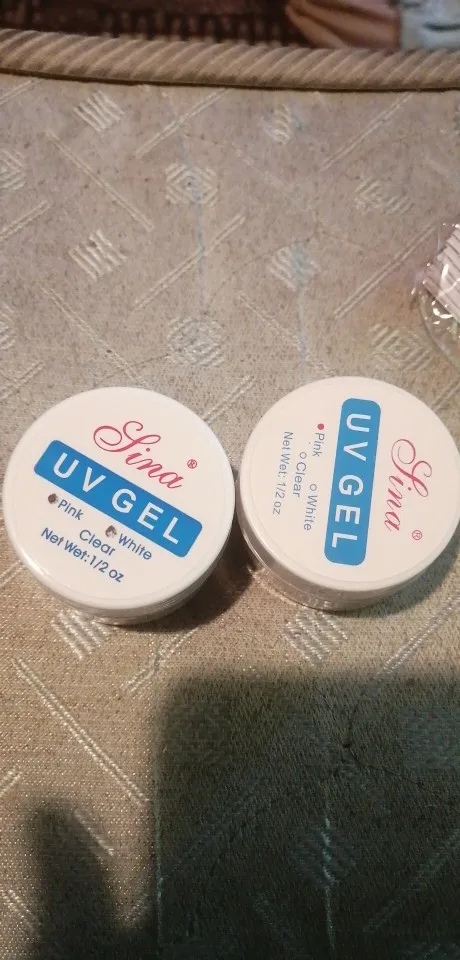 Sina®
UV GEL
Pink White
Clear
Net Wet:1/2 oz
Sina®
UV GEL
Pink White
Clear
Net Wet: 1/2 oz